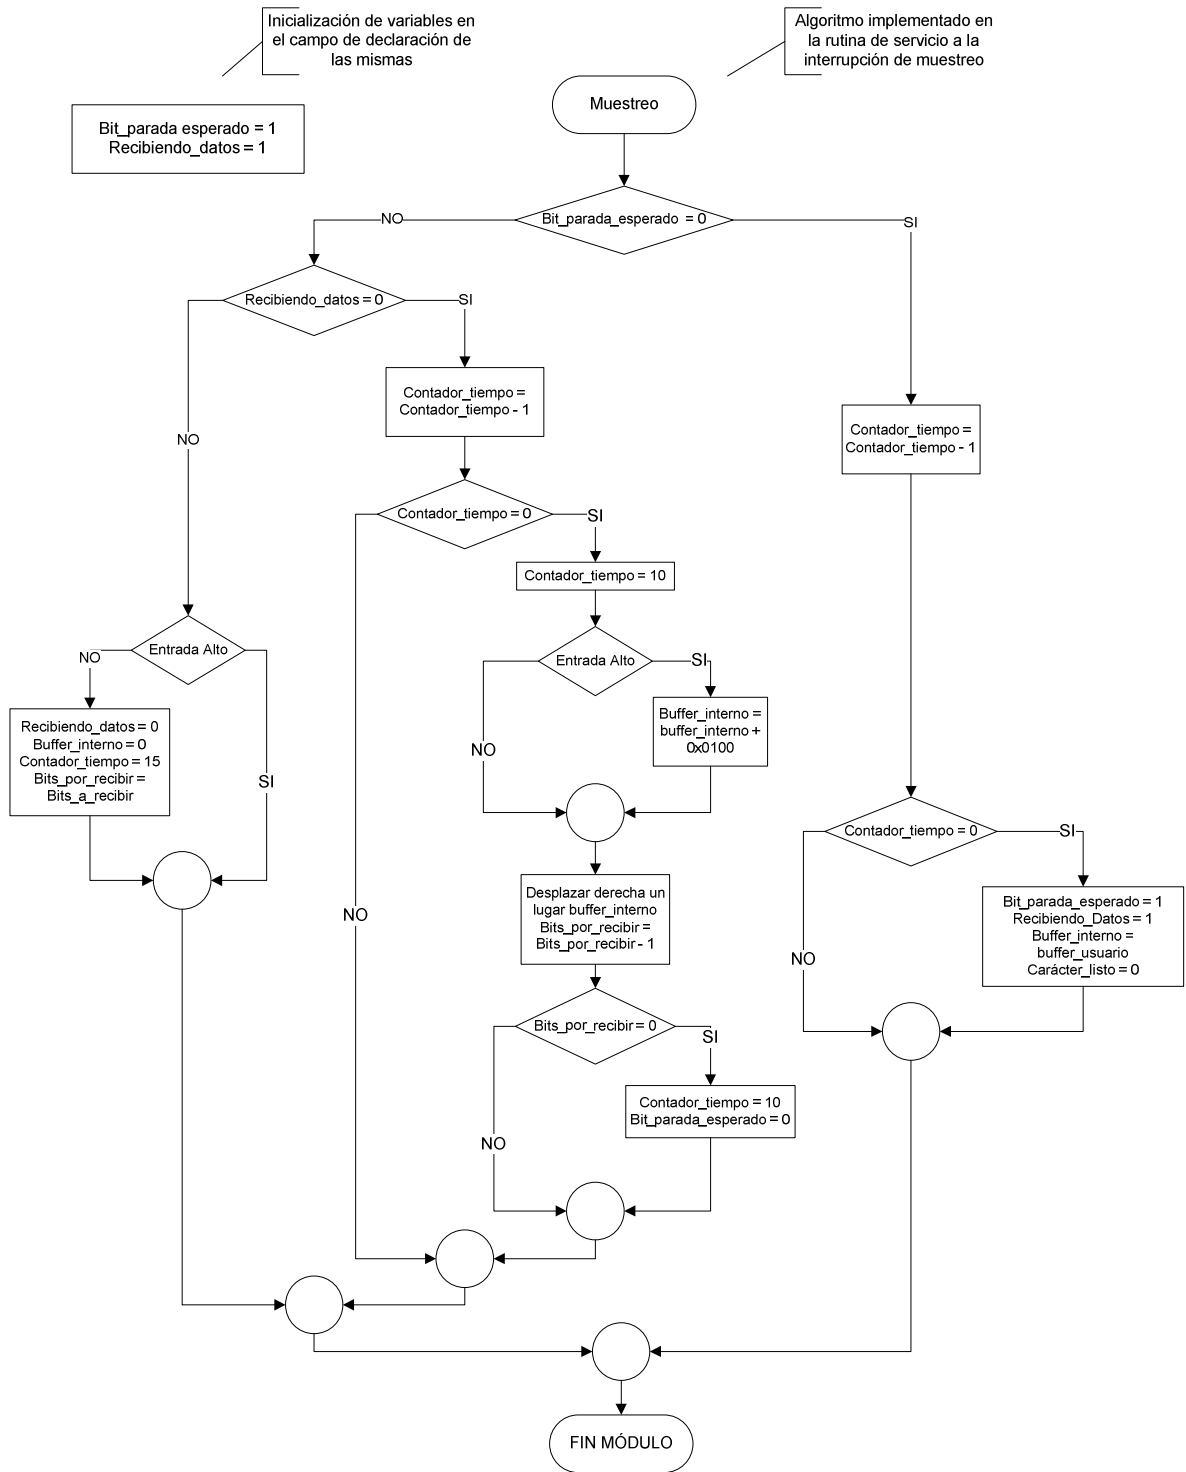 Inicialización de variables en
el campo de declaración de
las mismas
Algoritmo implementado en
la rutina de servicio a la
interrupción de muestreo
Bit_parada esperado = 1
Recibiendo_datos = 1
Muestreo
Bit_parada_esperado = 0
NO
SI
Recibiendo_datos = 0
SI
NO
Contador_tiempo =
Contador_tiempo - 1
Contador_tiempo =
Contador_tiempo - 1
Contador_tiempo = 0
SI
NO
Contador_tiempo = 10
Entrada Alto
NO
SI
Recibiendo_datos = 0
Buffer_interno = 0
Contador_tiempo = 15
Bits_por_recibir =
Bits_a_recibir
Entrada Alto
SI
NO
Buffer_interno =
buffer_interno +
0x0100
Contador_tiempo = 0
SI
NO
Bit_parada_esperado = 1
Recibiendo_Datos = 1
Buffer_interno =
buffer_usuario
Carácter_listo = 0
Desplazar derecha un
lugar buffer_interno
Bits_por_recibir =
Bits_por_recibir - 1
Bits_por_recibir = 0
SI
NO
Contador_tiempo = 10
Bit_parada_esperado = 0
FIN MÓDULO